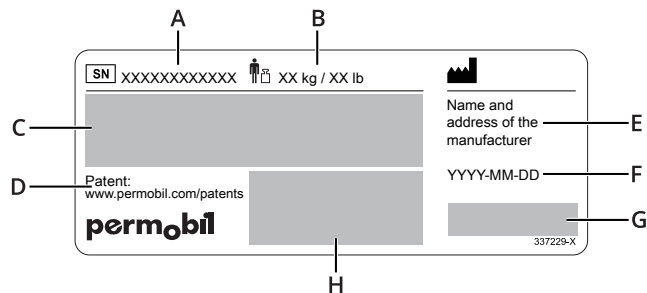 A
B
SN XXXXXXXXXXXX XX kg / XX lb
C
Name and
address of the
manufacturer
E
D
Patent:
www.permobil.com/patents
YYYY-MM-DD
F
permobil
G
337229-X
H